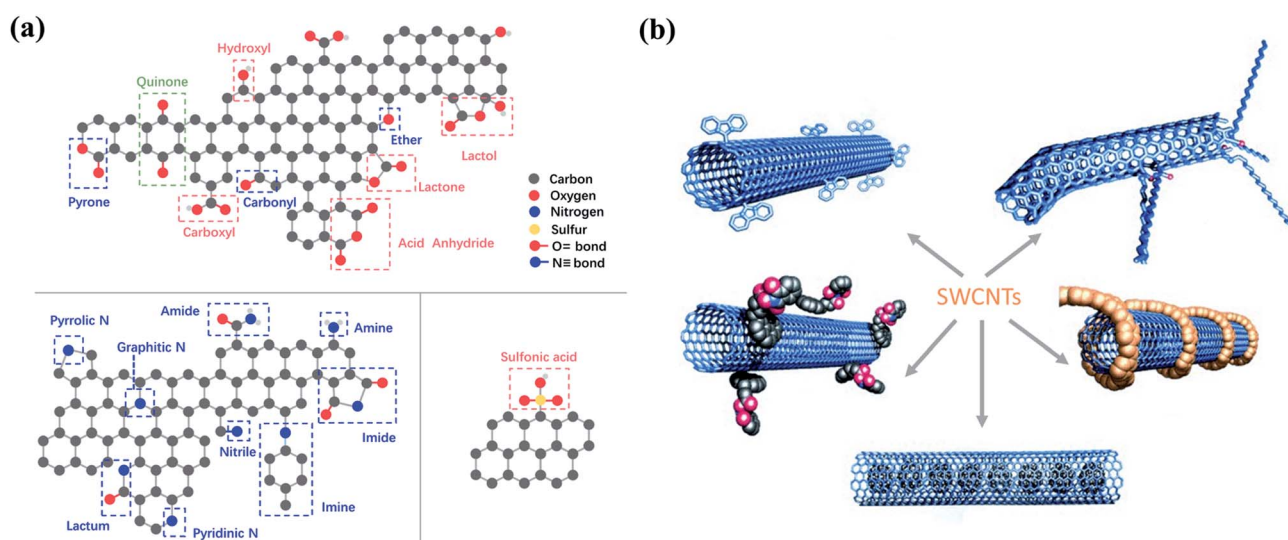 (a)
Hydroxyl
Quinone
Ether
Lactol
Pyrone
Carbonyl
Lactone
Carboxyl
Acid Anhydride
Carbon
Oxygen
Nitrogen
Sulfur
O= bond
N≡ bond
Amide
Amine
Pyrrolic N
Graphitic N
Imide
Nitrile
Imine
Lactum
Pyridinic N
Sulfonic acid
(b)
SWCNTs